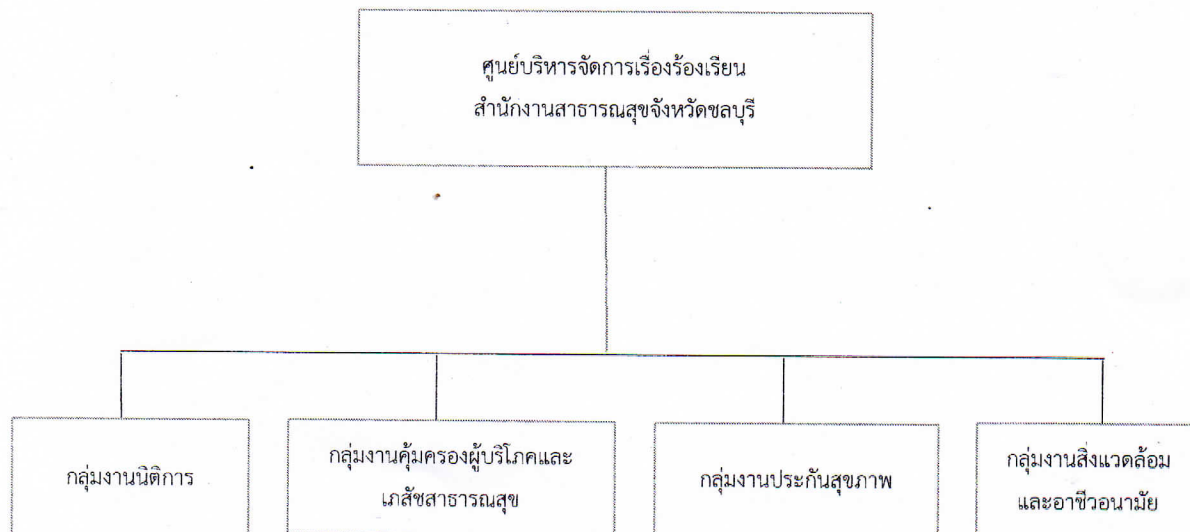 ศูนย์บริหารจัดการเรื่องร้องเรียน
สำนักงานสาธารณสุขจังหวัดชลบุรี
กลุ่มงานนิติการ
กลุ่มงานคุ้มครองผู้บริโภคและ
เภสัชสาธารณสุข
กลุ่มงานประกันสุขภาพ
กลุ่มงานสิ่งแวดล้อม
และอาชีวอนามัย